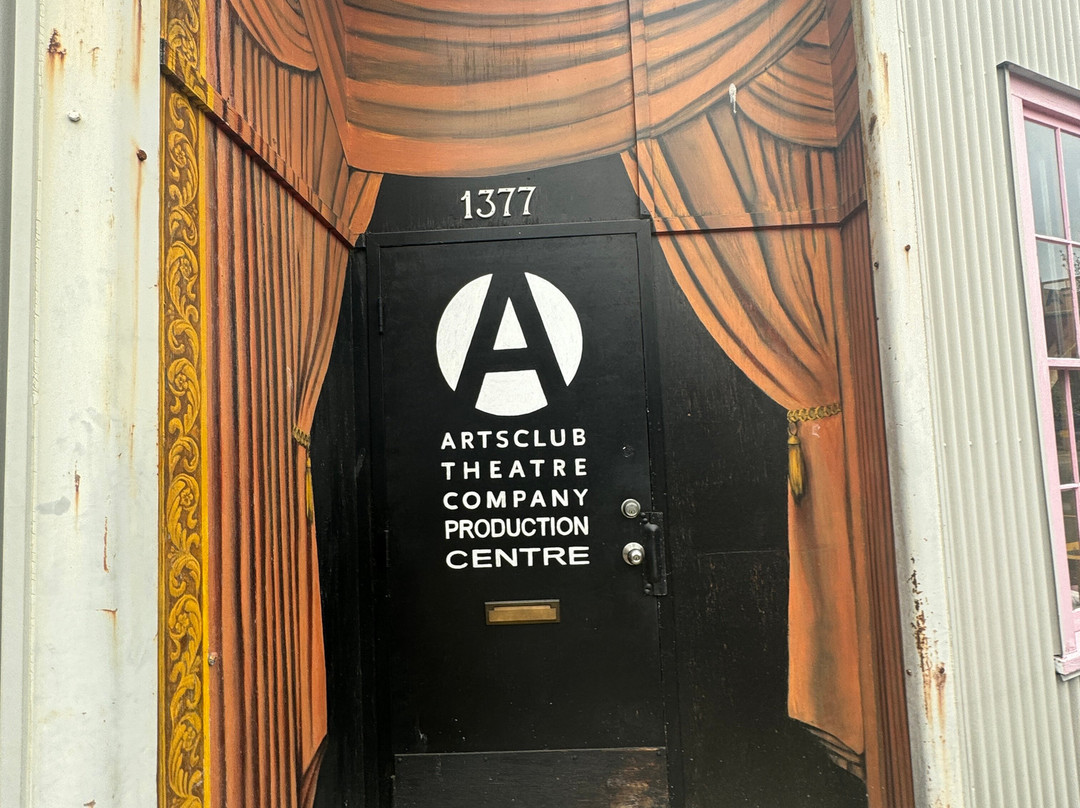 1377
A
ARTSCLUB
THEATRE
COMPANY
PRODUCTION
CENTRE